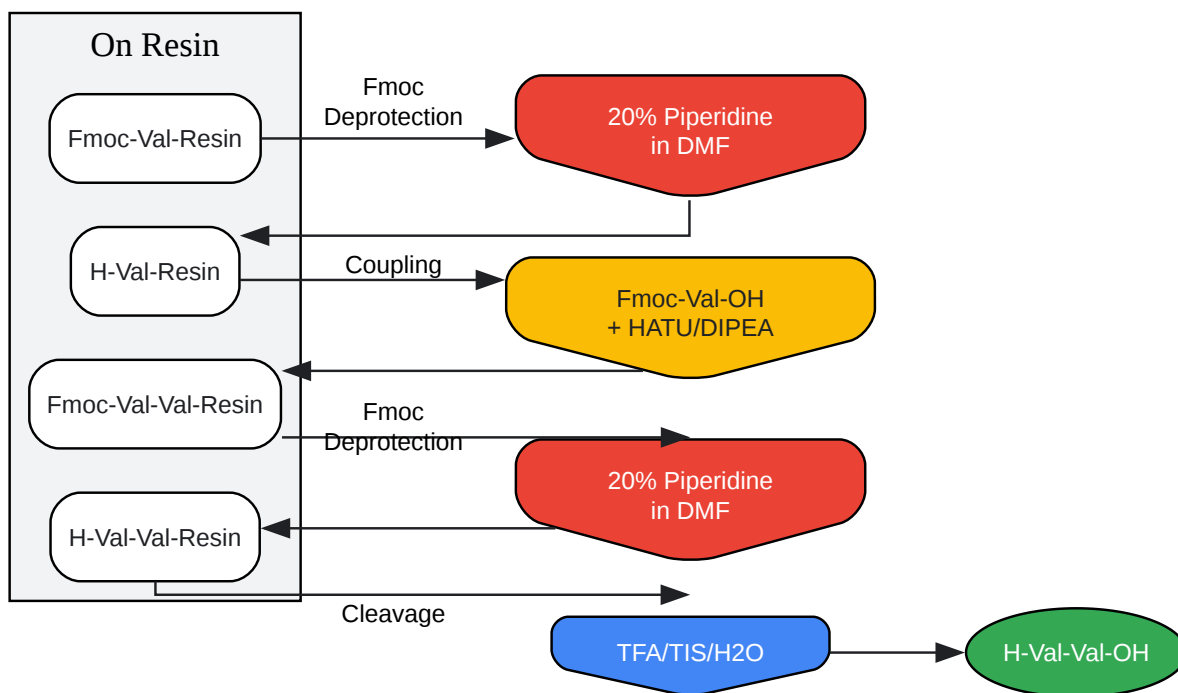 On Resin
Fmoc-Val-Resin
Fmoc
Deprotection
20% Piperidine
in DMF
H-Val-Resin
Coupling
Fmoc-Val-OH
+ HATU/DIPEA
Fmoc-Val-Val-Resin
Fmoc
Deprotection
20% Piperidine
in DMF
H-Val-Val-Resin
Cleavage
TFA/TIS/H2O
H-Val-Val-OH